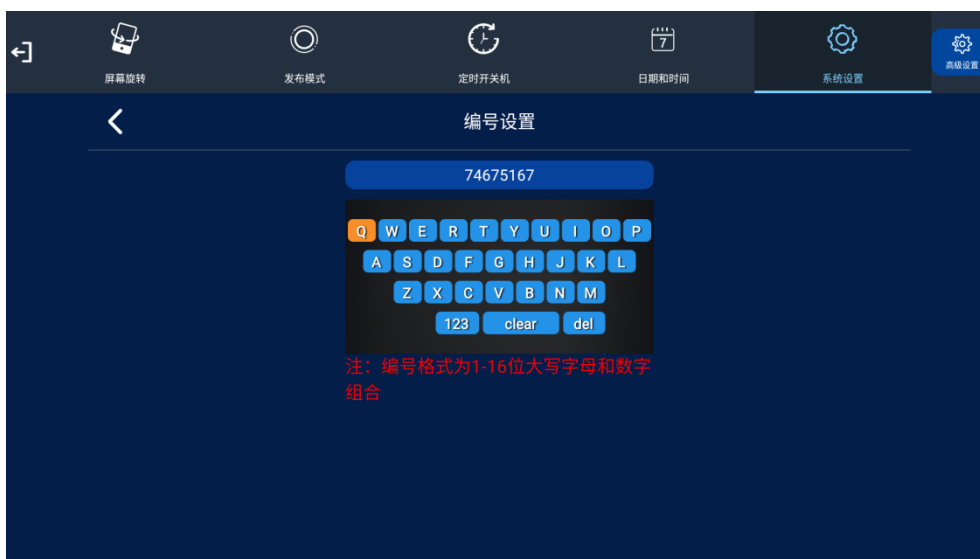 屏幕旋转
发布模式
定时开关机
7
日期和时间
系统设置
高级设置
编号设置
74675167
Q W E R T Y U I O P
A S D F G H J K L
Z X C V B N M
123 clear del
注：编号格式为1-16位大写字母和数字
组合